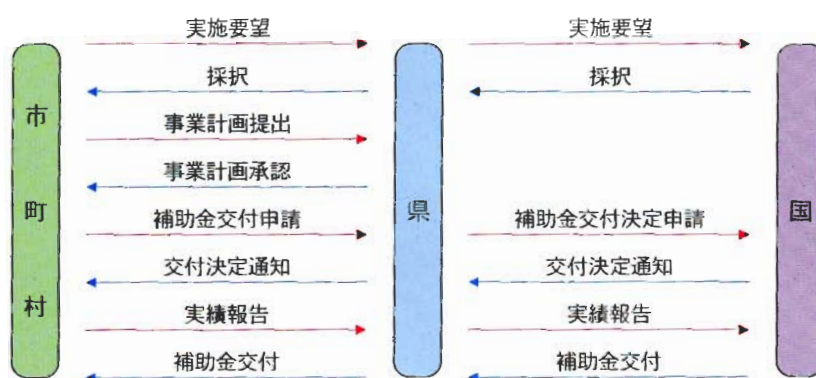 実施要望
実施要望
採択
採択
事業計画提出
事業計画承認
補助金交付申請
補助金交付決定申請
交付決定通知
交付決定通知
実績報告
実績報告
補助金交付
補助金交付
市町村
県
国